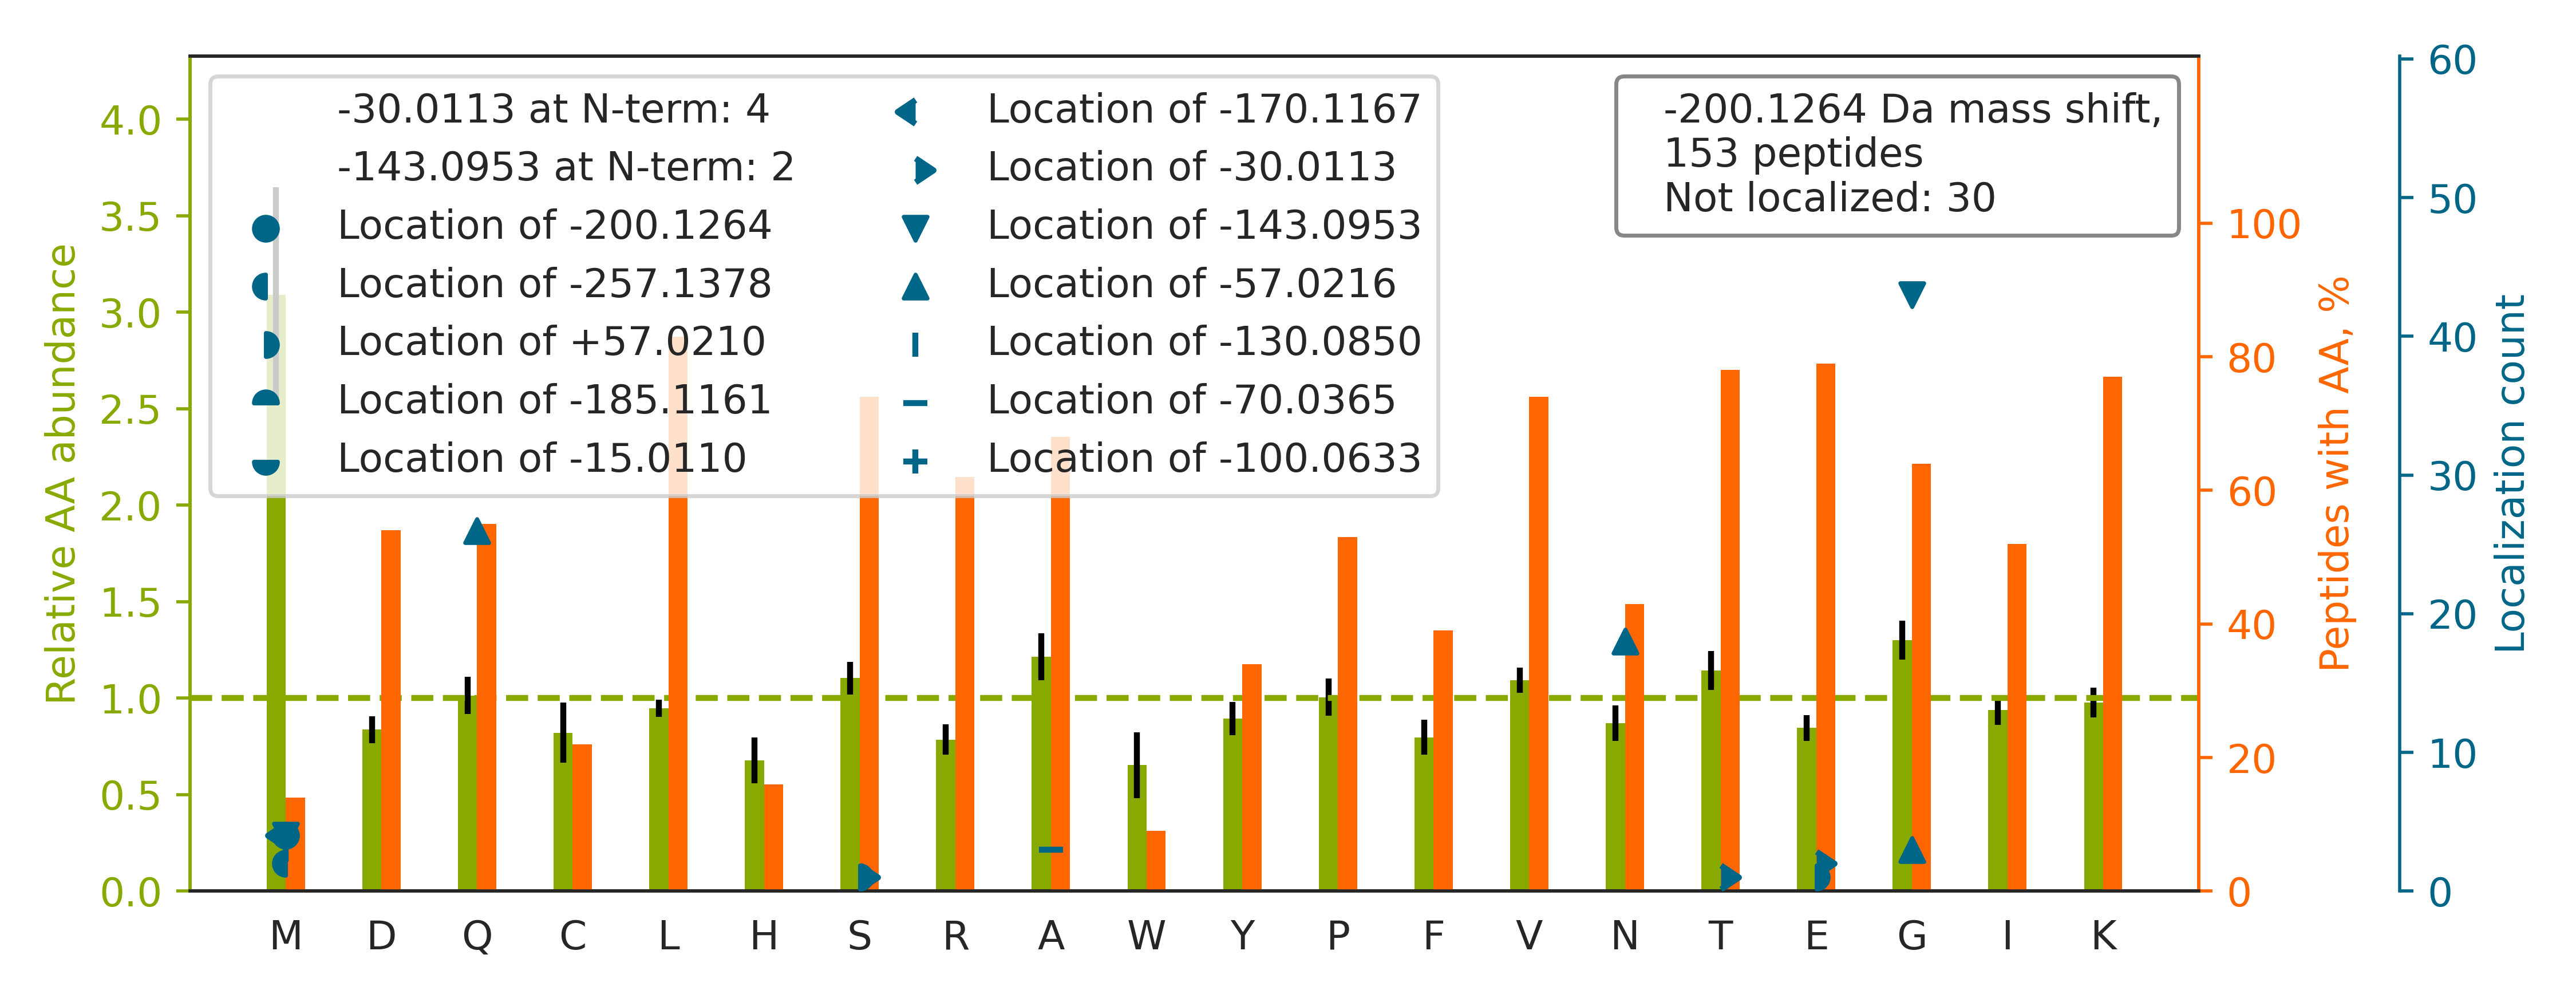 -30.0113 at N-term: 4
-143.0953 at N-term: 2
Location of -200.1264
Location of -257.1378
Location of +57.0210
Location of -185.1161
Location of -15.0110
Location of -170.1167
Location of -30.0113
Location of -143.0953
Location of -57.0216
Location of -130.0850
Location of -70.0365
Location of -100.0633
-200.1264 Da mass shift,
153 peptides
Not localized: 30
Relative AA abundance
4.0
3.5
3.0
2.5
2.0
1.5
1.0
0.5
0.0
M D Q C L H S R A W Y P F V N T E G I K
100
80
60
40
20
0
Peptides with AA, %
60
50
40
30
20
10
0
Localization count